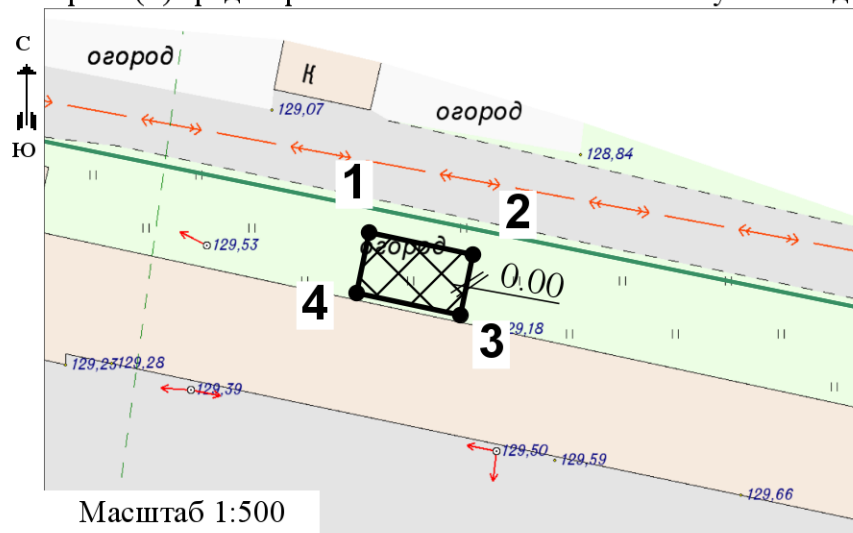 С
огород
К
129,07
огород
Ю
128,84
1
2
129,53
огород
0.00
4
29,18
3
129,23
129,28
129,39
129,50
129,59
129,66
Масштаб 1:500